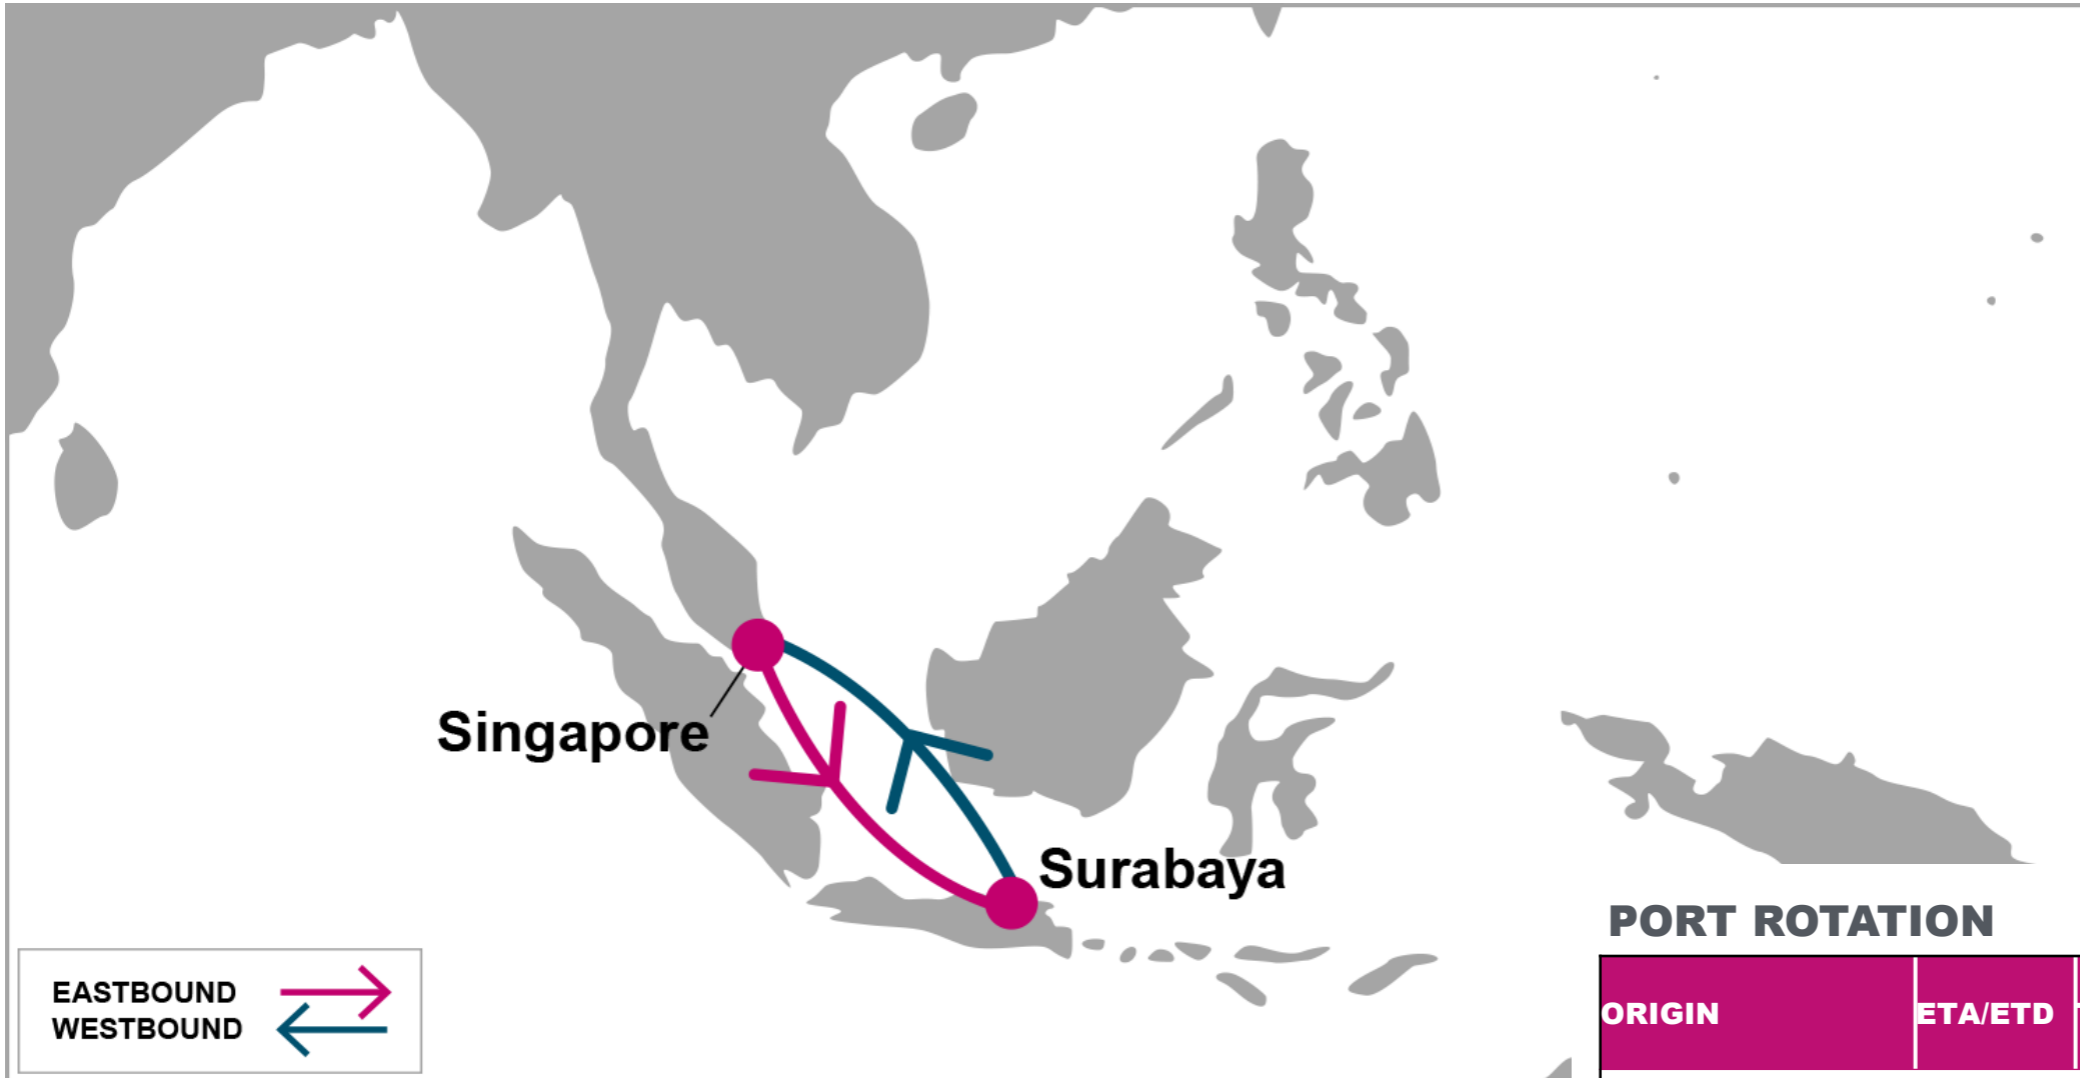 Singapore
Surabaya
EASTBOUND
WESTBOUND
PORT ROTATION
ORIGIN ETA/ETD